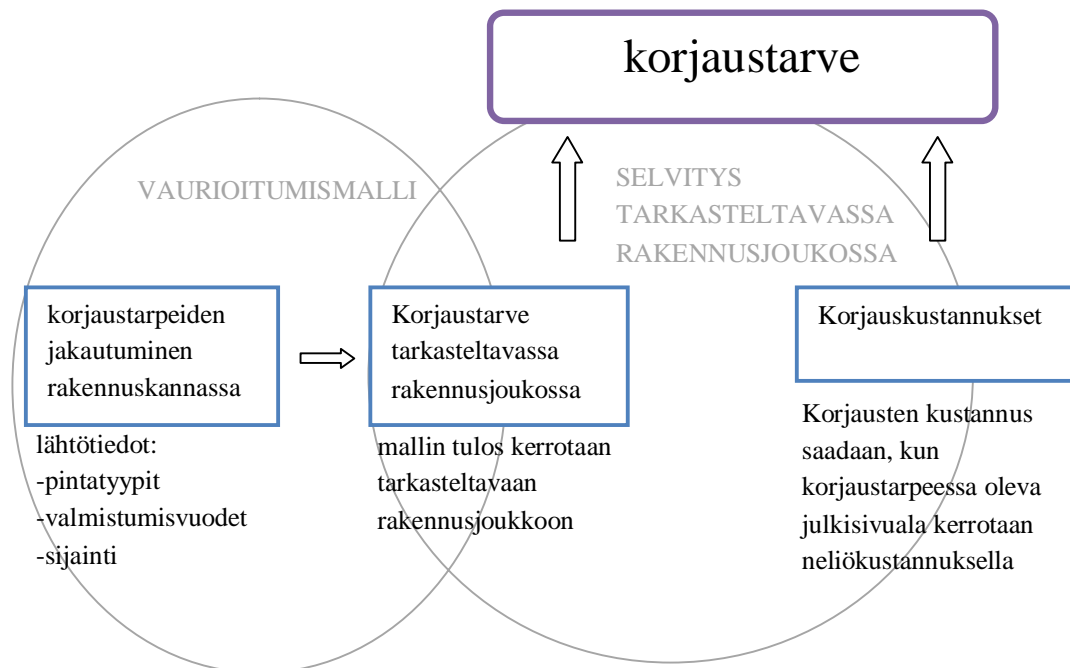 korjaustarve
VAURIOITUMISMALLI
SELVITYS
TARKASTELTAVASSA
RAKENNUSJOUKOSSA
korjaustarpeiden
jakautuminen
rakennuskannassa
lähtötiedot:
-pintatyypit
-valmistumisvuodet
-sijainti
Korjaustarve
tarkasteltavassa
rakennusjoukossa
mallin tulos kerrotaan
tarkasteltavaan
rakennusjoukkoon
Korjauskustannukset
Korjausten kustannus
saadaan, kun
korjaustarpeessa oleva
julkisivuala kerrotaan
neliökustannuksella